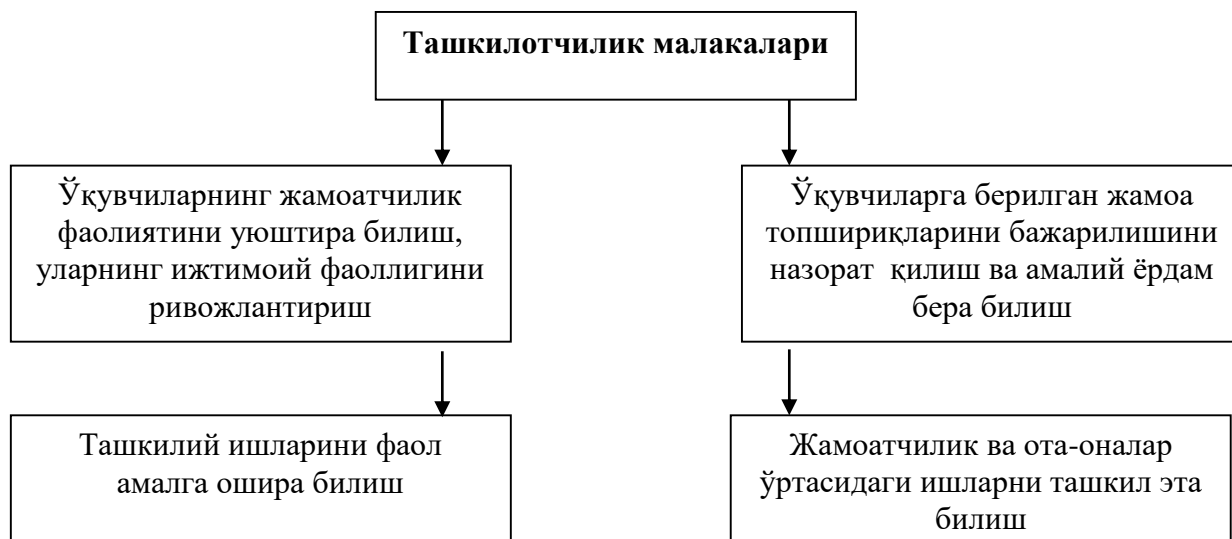 Ташкилотчилик малакалари
Ўқувчиларнинг жамоатчилик
фаолиятини уюштира билиш,
уларнинг ижтимоий фаоллигини
ривожлантириш
Ўқувчиларга берилган жамоа
топшириқларини бажарилишини
назорат қилиш ва амалий ёрдам
бера билиш
Ташкилий ишларини фаол
амалга ошира билиш
Жамоатчилик ва ота-оналар
ўртасидаги ишларни ташкил эта
билиш